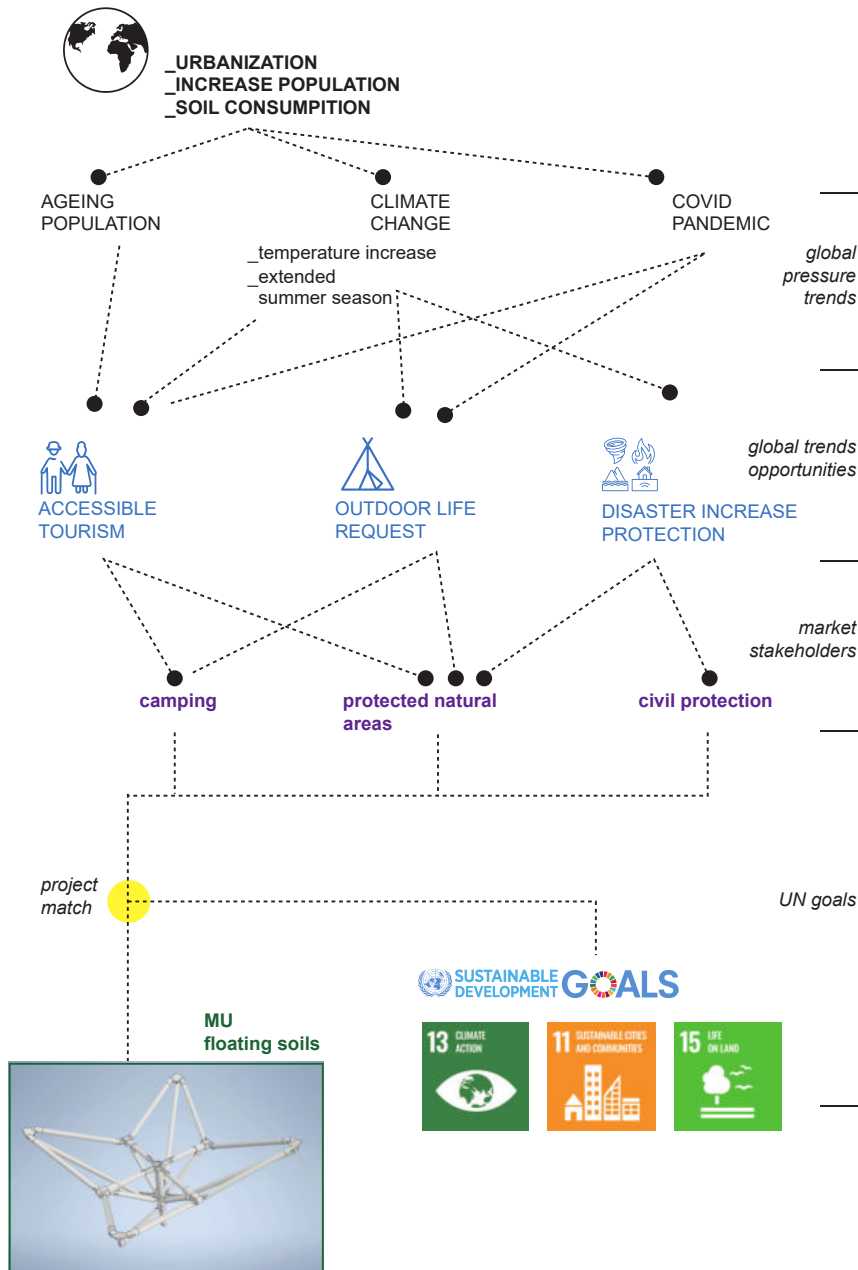 _URBANIZATION
_INCREASE POPULATION
_SOIL CONSUMPITION
AGEING
POPULATION
CLIMATE
CHANGE
COVID
PANDEMIC
_temperature increase
_extended
summer season
global
pressure
trends
global trends
opportunities
ACCESSIBLE
TOURISM
OUTDOOR LIFE
REQUEST
DISASTER INCREASE
PROTECTION
market
stakeholders
camping
protected natural
areas
civil protection
project
match
UN goals
SUSTAINABLE
DEVELOPMENT
GOALS
MU
floating soils
13 CLIMATE
ACTION
11 SUSTAINABLE CITIES
AND COMMUNITIES
15 LIFE
ON LAND